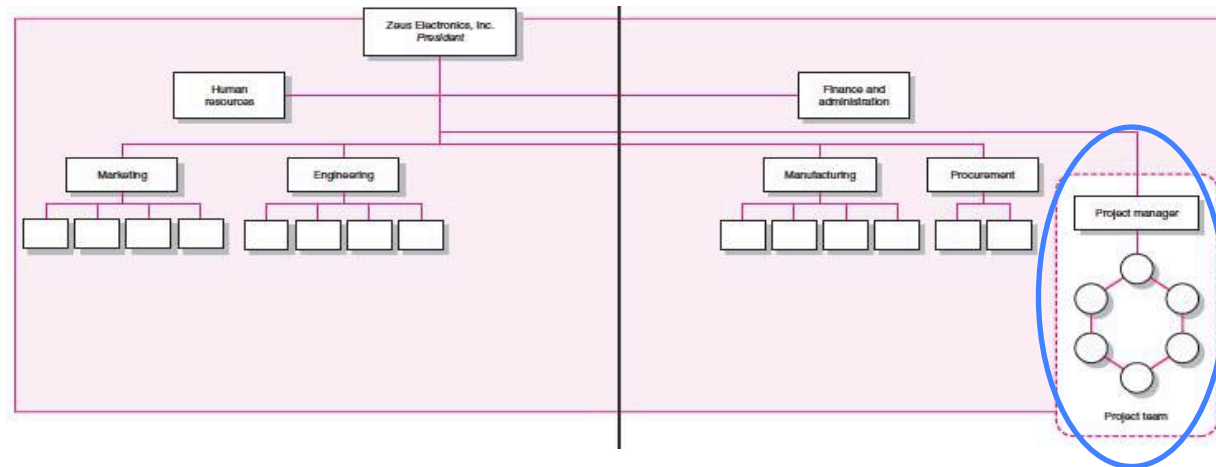 Zeus Electronics, Inc.
President
Human
resources
Finance and
administration
Marketing
Engineering
Manufacturing
Procurement
Project manager
Project team